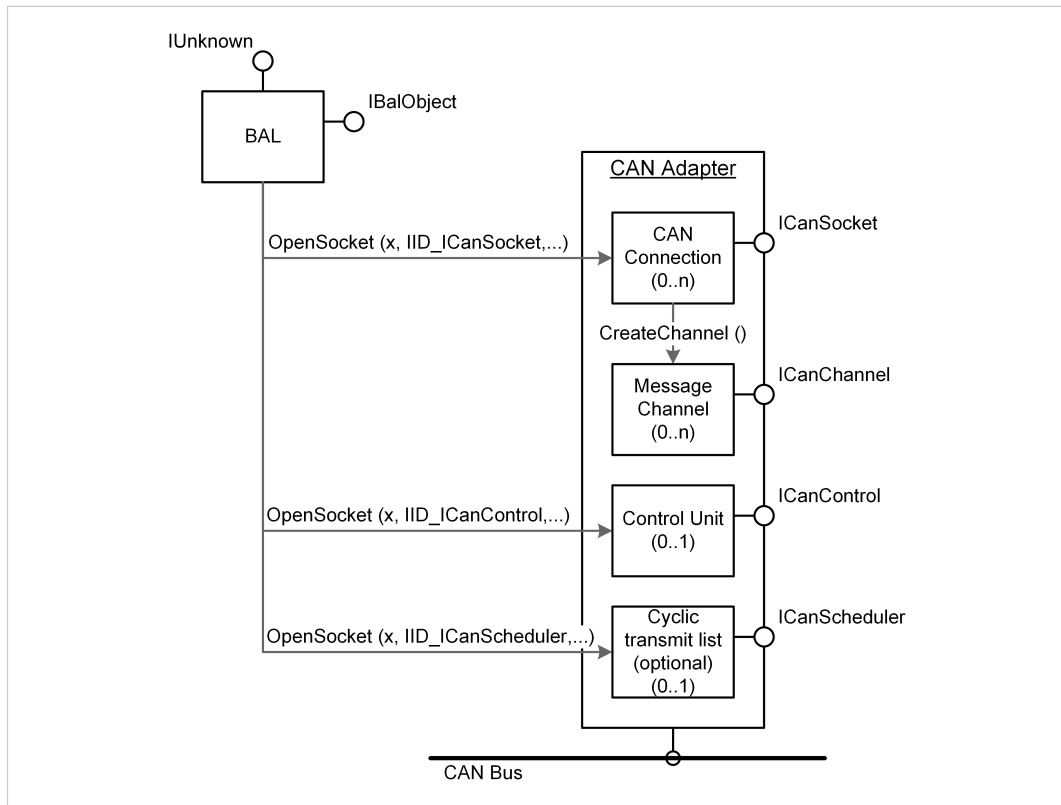 IUnknown
IBalObject
BAL
CAN Adapter
ICanSocket
OpenSocket (x, IID_ICanSocket,...)
CAN
Connection
(0..n)
CreateChannel ()
ICanChannel
Message
Channel
(0..n)
ICanControl
OpenSocket (x, IID_ICanControl,...)
Control Unit
(0..1)
ICanScheduler
OpenSocket (x, IID_ICanScheduler,...)
Cyclic
transmit list
(optional)
(0..1)
CAN Bus